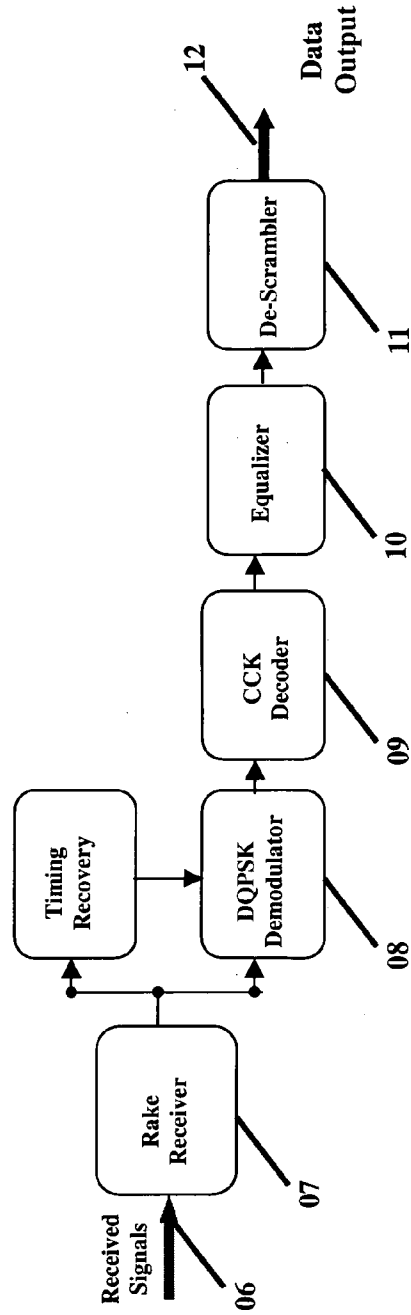 Received
Signals
06
Rake
Receiver
07
Timing
Recovery
DQPSK
Demodulator
08
CCK
Decoder
09
Equalizer
10
De-Scrambler
11
12
Data
Output